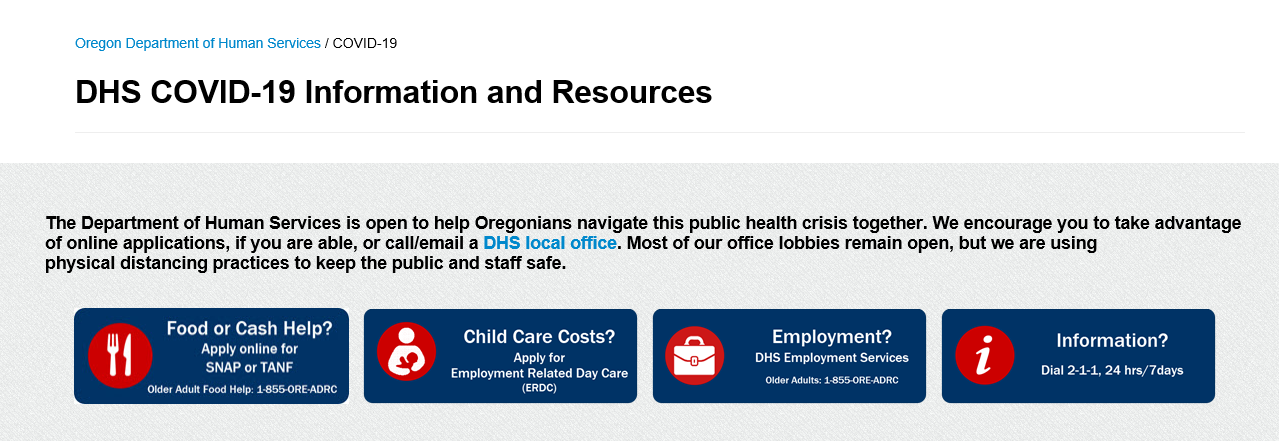 Oregon Department of Human Services / COVID-19
DHS COVID-19 Information and Resources
The Department of Human Services is open to help Oregonians navigate this public health crisis together. We encourage you to take advantage
of online applications, if you are able, or call/email a DHS local office. Most of our office lobbies remain open, but we are using
physical distancing practices to keep the public and staff safe.
Food or Cash Help?
Apply online for
SNAP or TANF
Older Adult Food Help: 1-855-ORE-ADRC
Child Care Costs?
Apply for
Employment Related Day Care
(ERDC)
Employment?
DHS Employment Services
Older Adults: 1-855-ORE-ADRC
Information?
Dial 2-1-1, 24 hrs/7days